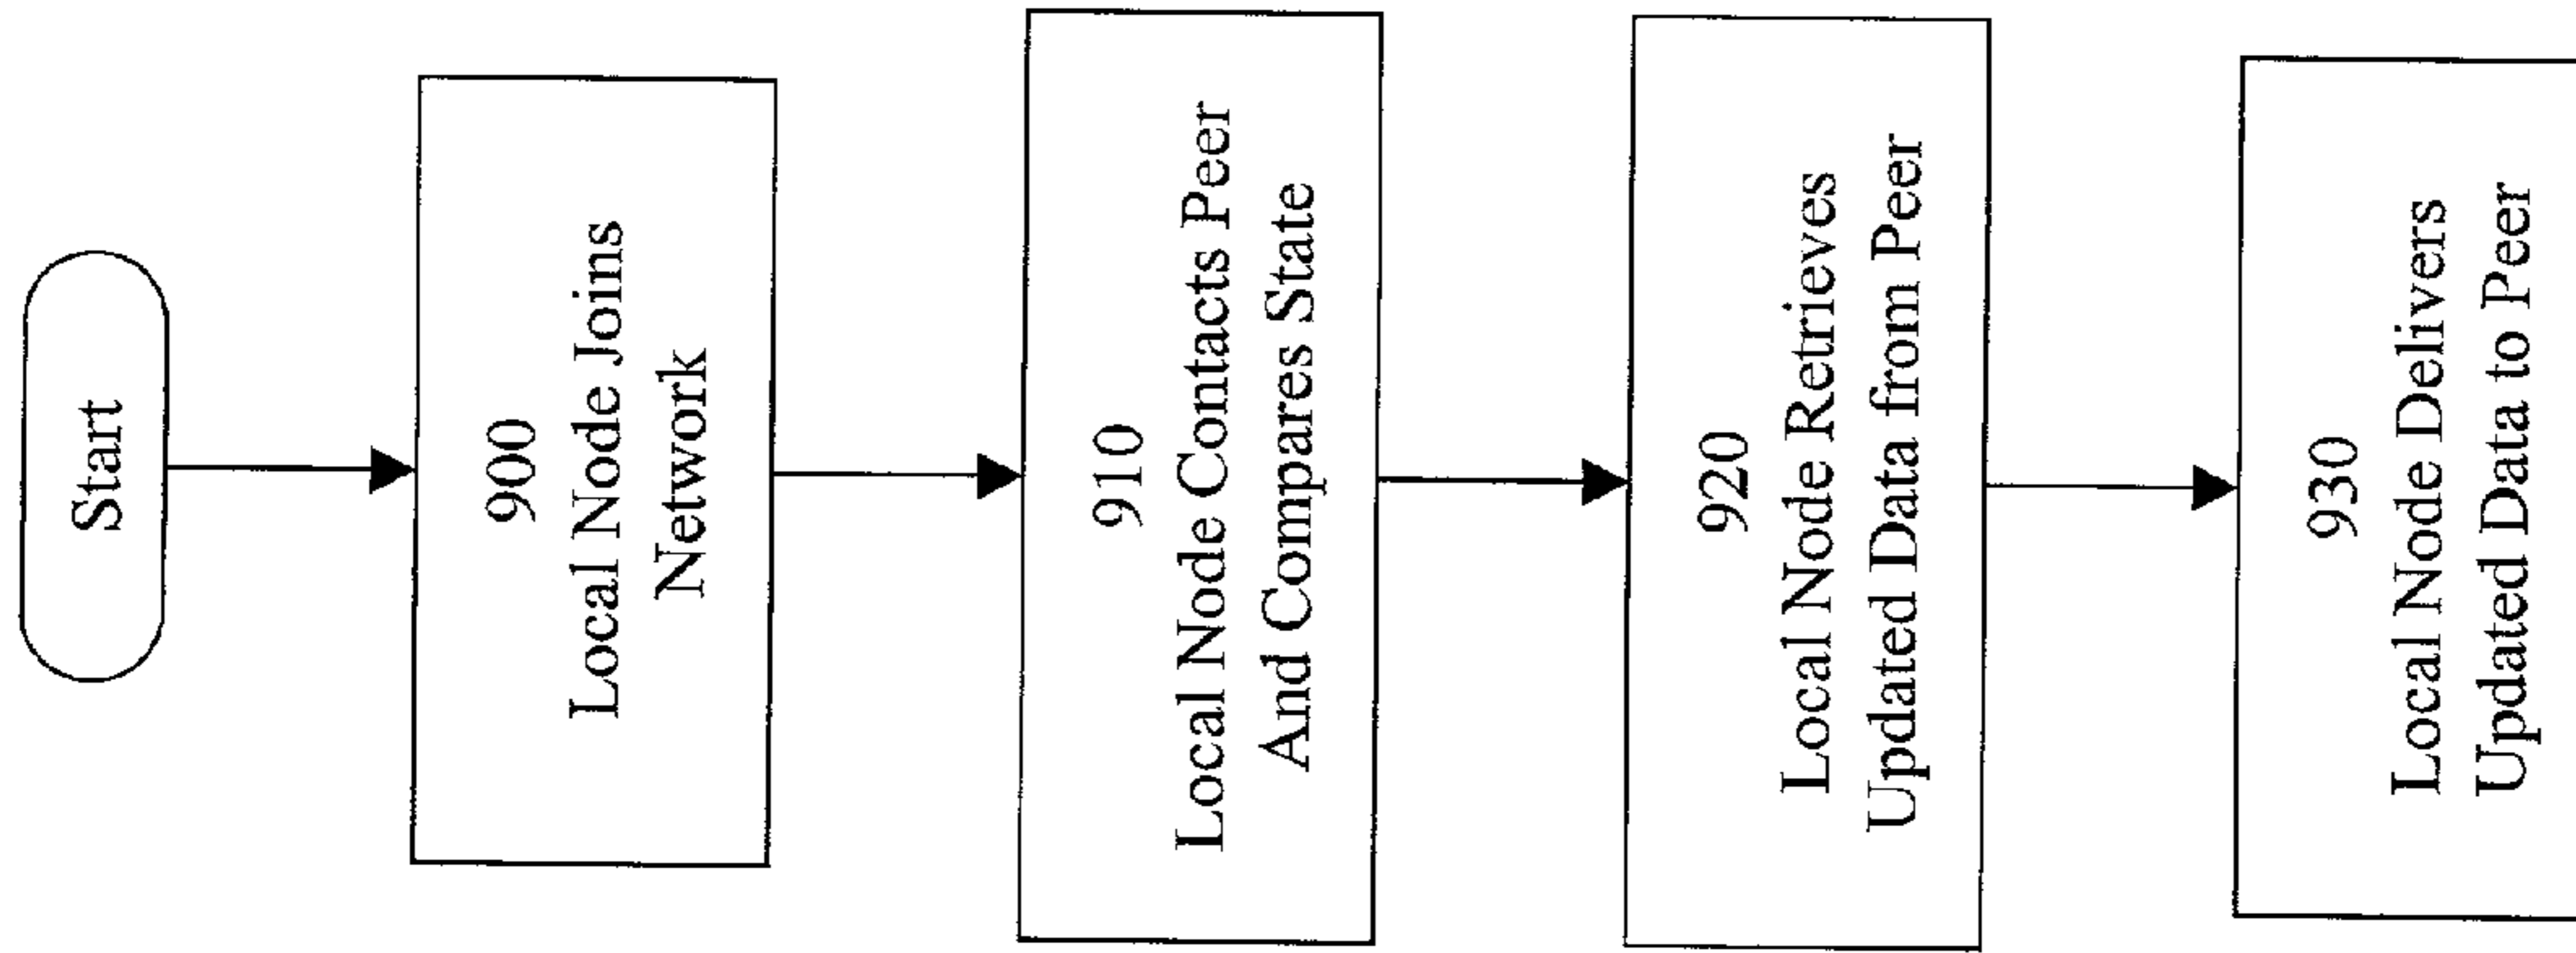 Start
900
Local Node Joins
Network
910
Local Node Contacts Peer
And Compares State
920
Local Node Retrieves
Updated Data from Peer
930
Local Node Delivers
Updated Data to Peer